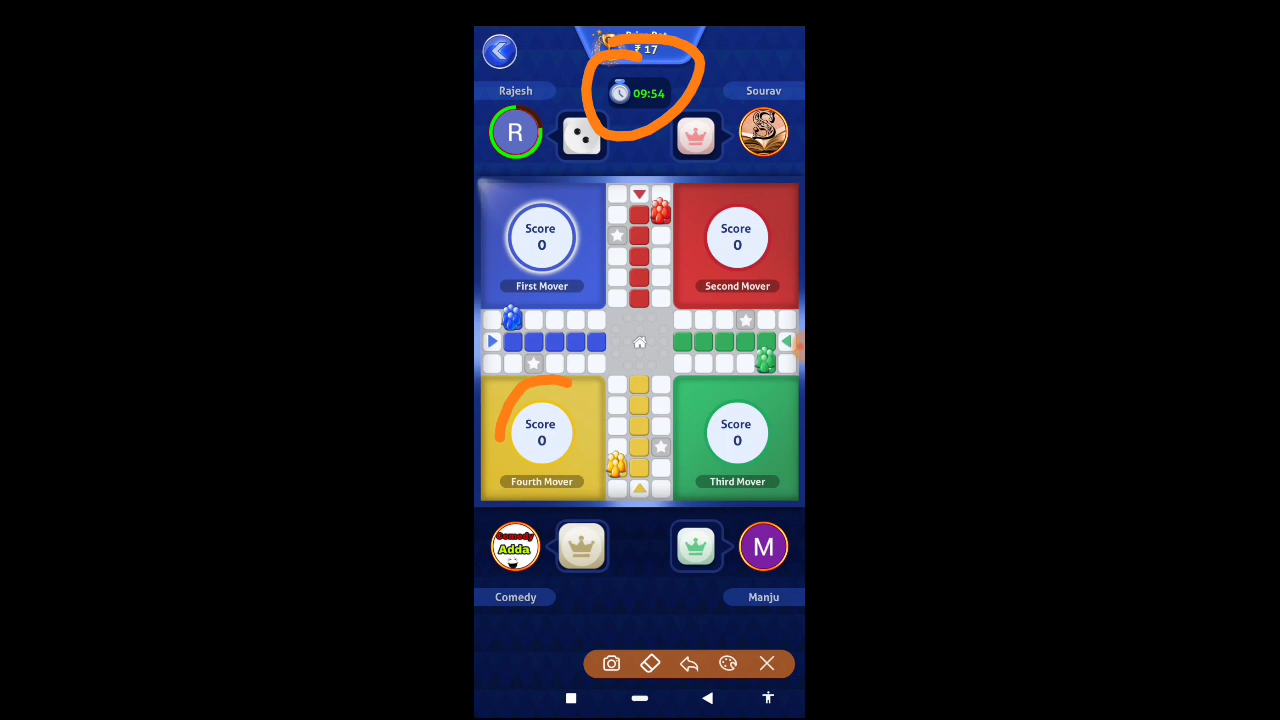 ₹ 17
09:54
Rajesh
Sourav
R
S
Score
0
First Mover
Score
0
Second Mover
Score
0
Fourth Mover
Score
0
Third Mover
Comedy
Adda
M
Comedy
Manju